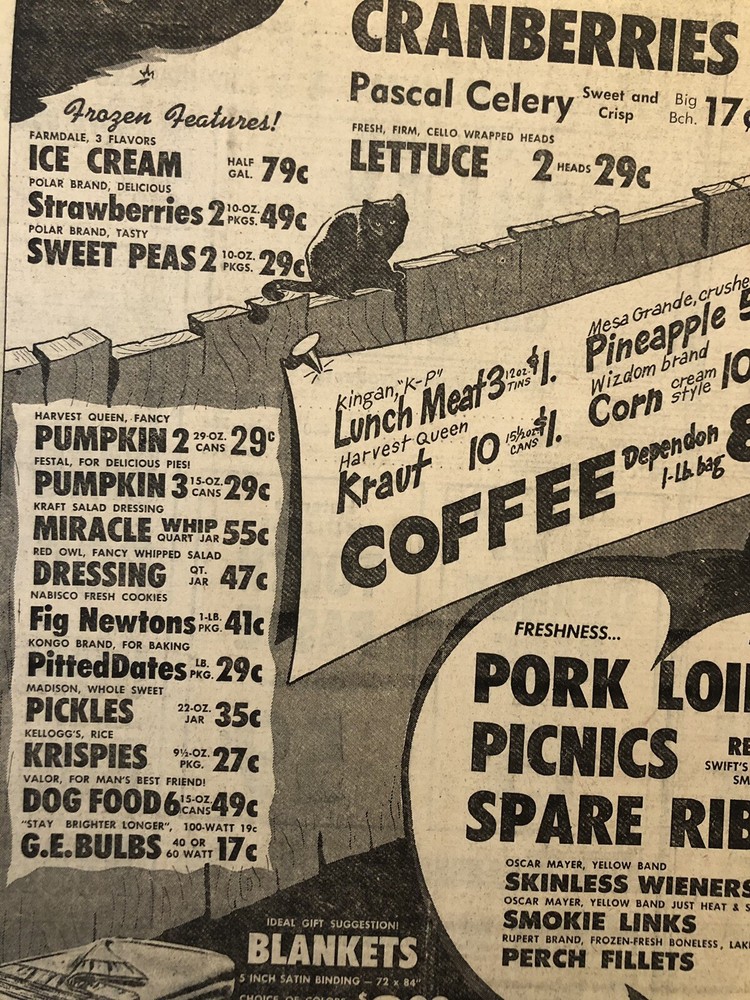 CRANBERRIES
Pascal Celery Sweet and Crisp Big Bch. 17¢
FRESH, FIRM, CELLO WRAPPED HEADS
LETTUCE 2 HEADS 29c
Frozen Features!
FARMDALE, 3 FLAVORS
ICE CREAM HALF GAL. 79c
POLAR BRAND, DELICIOUS
Strawberries 2 10-OZ. PKGS. 49c
POLAR BRAND, TASTY
SWEET PEAS 2 10-OZ. PKGS. 29c
Kingan, "K-P"
Lunch Meat 3 12 oz. TINS $1.
Harvest Queen
Kraut 10 15½ oz. CANS $1.
Mesa Grande, crushe
Pineapple 5
Wizdom brand
Corn cream style 10
COFFEE Dependon 1-Lb. bag 8
HARVEST QUEEN, FANCY
PUMPKIN 2 29-OZ. CANS 29c
FESTAL, FOR DELICIOUS PIES!
PUMPKIN 3 15-OZ. CANS 29c
KRAFT SALAD DRESSING
MIRACLE WHIP QUART JAR 55c
RED OWL, FANCY WHIPPED SALAD
DRESSING QT. JAR 47c
NABISCO FRESH COOKIES
Fig Newtons 1-LB. PKG. 41c
KONGO BRAND, FOR BAKING
Pitted Dates LB. PKG. 29c
MADISON, WHOLE SWEET
PICKLES 22-OZ. JAR 35c
KELLOGG'S, RICE
KRISPIES 9½-OZ. PKG. 27c
VALOR, FOR MAN'S BEST FRIEND!
DOG FOOD 6 15-OZ. CANS 49c
"STAY BRIGHTER LONGER", 100-WATT 19c
G.E. BULBS 40 OR 60 WATT 17c
FRESHNESS...
PORK LOI
PICNICS RE
SWIFT'S
SM
SPARE RIB
OSCAR MAYER, YELLOW BAND
SKINLESS WIENERS
OSCAR MAYER, YELLOW BAND JUST HEAT & S
SMOKIE LINKS
RUPERT BRAND, FROZEN-FRESH BONELESS, LAK
PERCH FILLETS
IDEAL GIFT SUGGESTION!
BLANKETS
5 INCH SATIN BINDING — 72 x 84"
CHOICE OF COLORS $